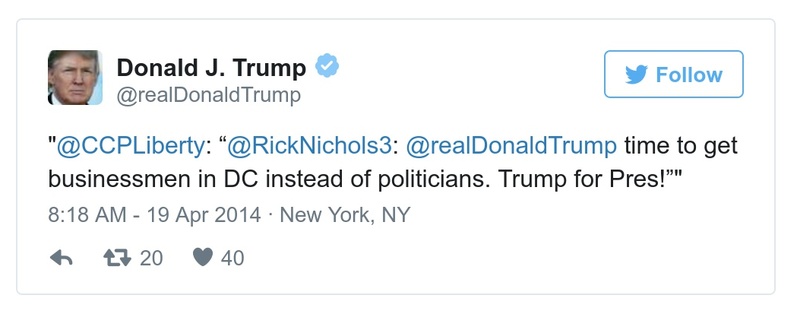 Donald J. Trump
@realDonaldTrump
Follow
"@CCPLiberty: “@RickNichols3: @realDonaldTrump time to get
businessmen in DC instead of politicians. Trump for Pres!”"
8:18 AM - 19 Apr 2014 · New York, NY
20 40